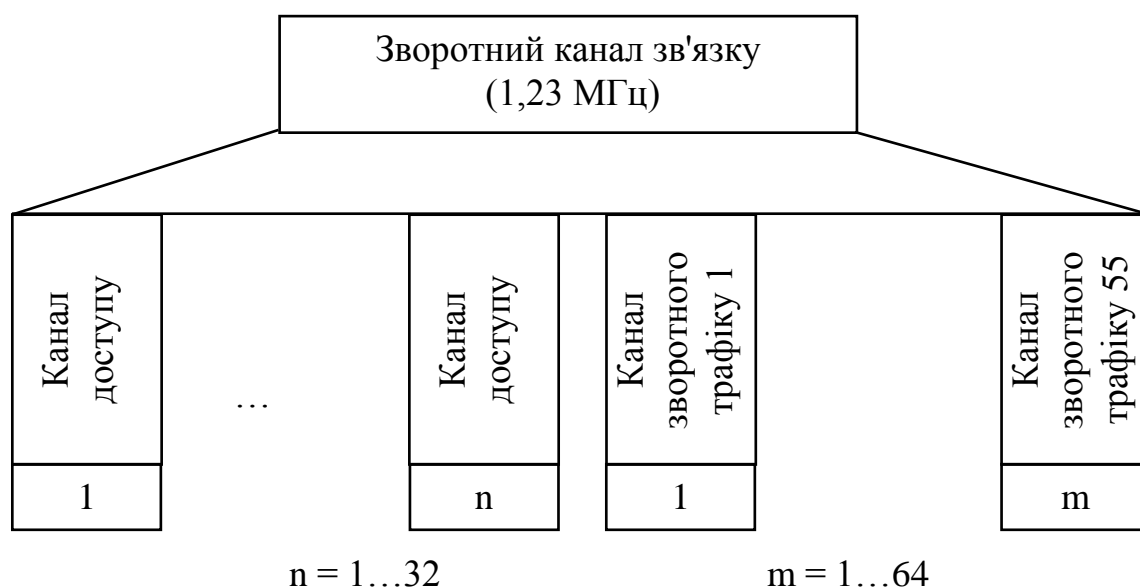 Зворотний канал зв'язку
(1,23 МГц)
Канал
доступу
...
Канал
доступу
Канал
зворотного
трафіку 1
Канал
зворотного
трафіку 55
1
n
1
m
n = 1...32
m = 1...64